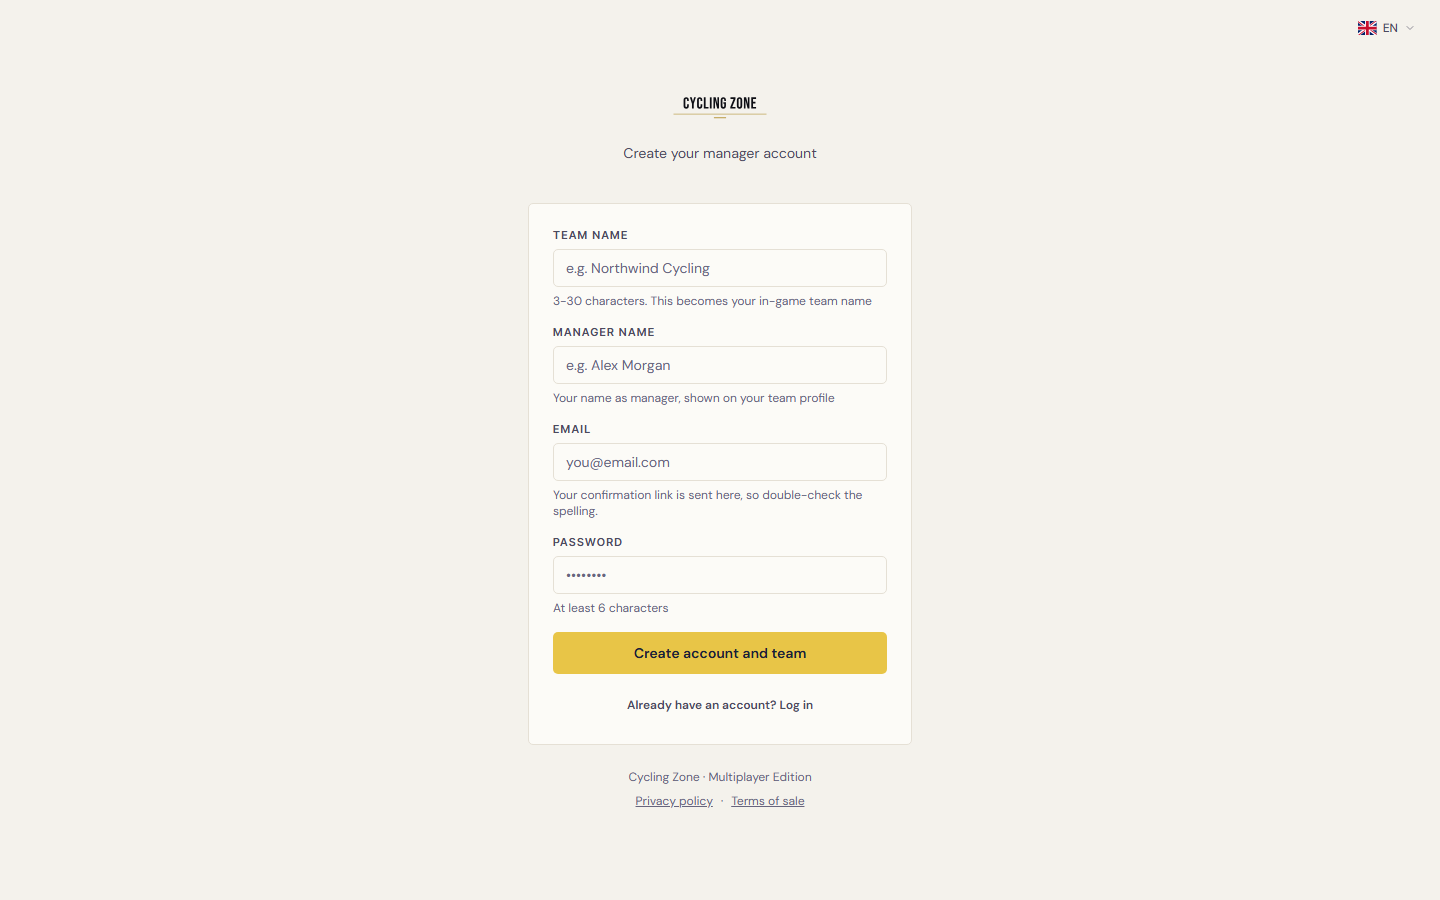 EN
CYCLING ZONE
Create your manager account
TEAM NAME
e.g. Northwind Cycling
3-30 characters. This becomes your in-game team name
MANAGER NAME
e.g. Alex Morgan
Your name as manager, shown on your team profile
EMAIL
you@email.com
Your confirmation link is sent here, so double-check the
spelling.
PASSWORD
••••••••
At least 6 characters
Create account and team
Already have an account? Log in
Cycling Zone · Multiplayer Edition
Privacy policy · Terms of sale